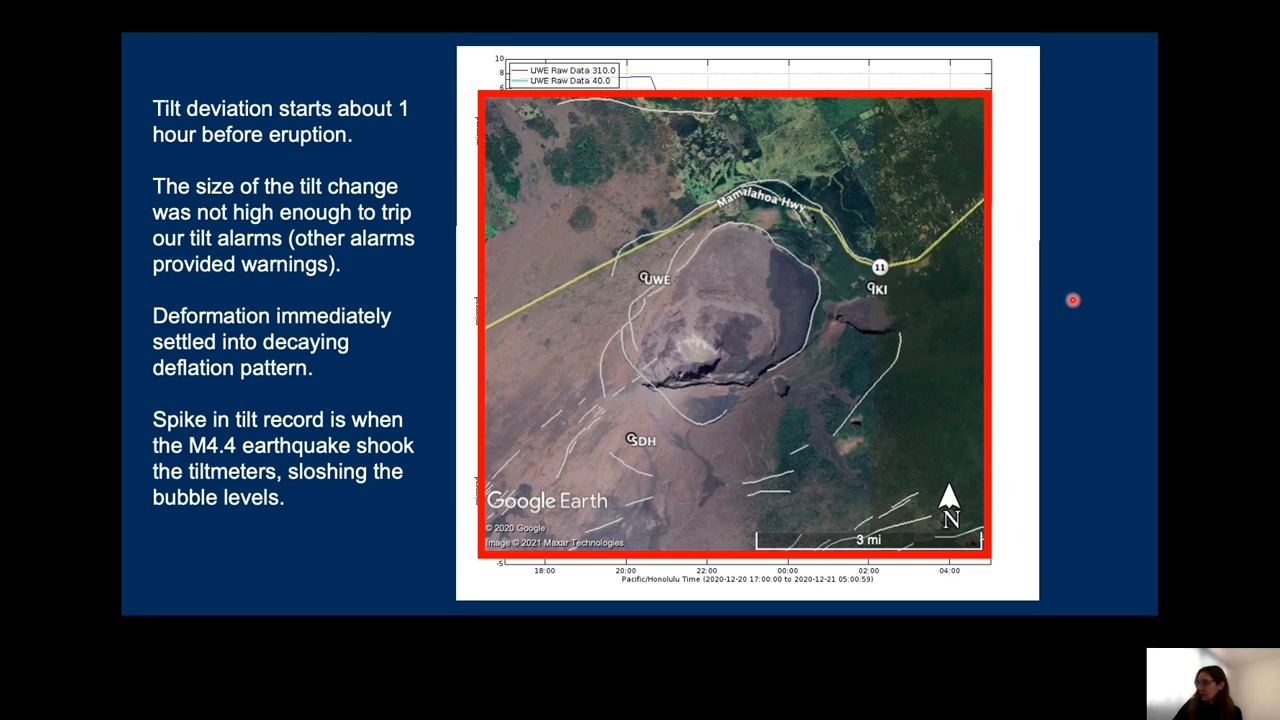 Tilt deviation starts about 1
hour before eruption.
The size of the tilt change
was not high enough to trip
our tilt alarms (other alarms
provided warnings).
Deformation immediately
settled into decaying
deflation pattern.
Spike in tilt record is when
the M4.4 earthquake shook
the tiltmeters, sloshing the
bubble levels.
10
8
6
UWE Raw Data 310.0
UWE Raw Data 40.0
Mamalahoa Hwy
11
UWE
IKI
SDH
Google Earth
© 2020 Google
Image © 2021 Maxar Technologies
N
3 mi
-5
18:00 20:00 22:00 00:00 02:00 04:00
Pacific/Honolulu Time (2020-12-20 17:00:00 to 2020-12-21 05:00:59)